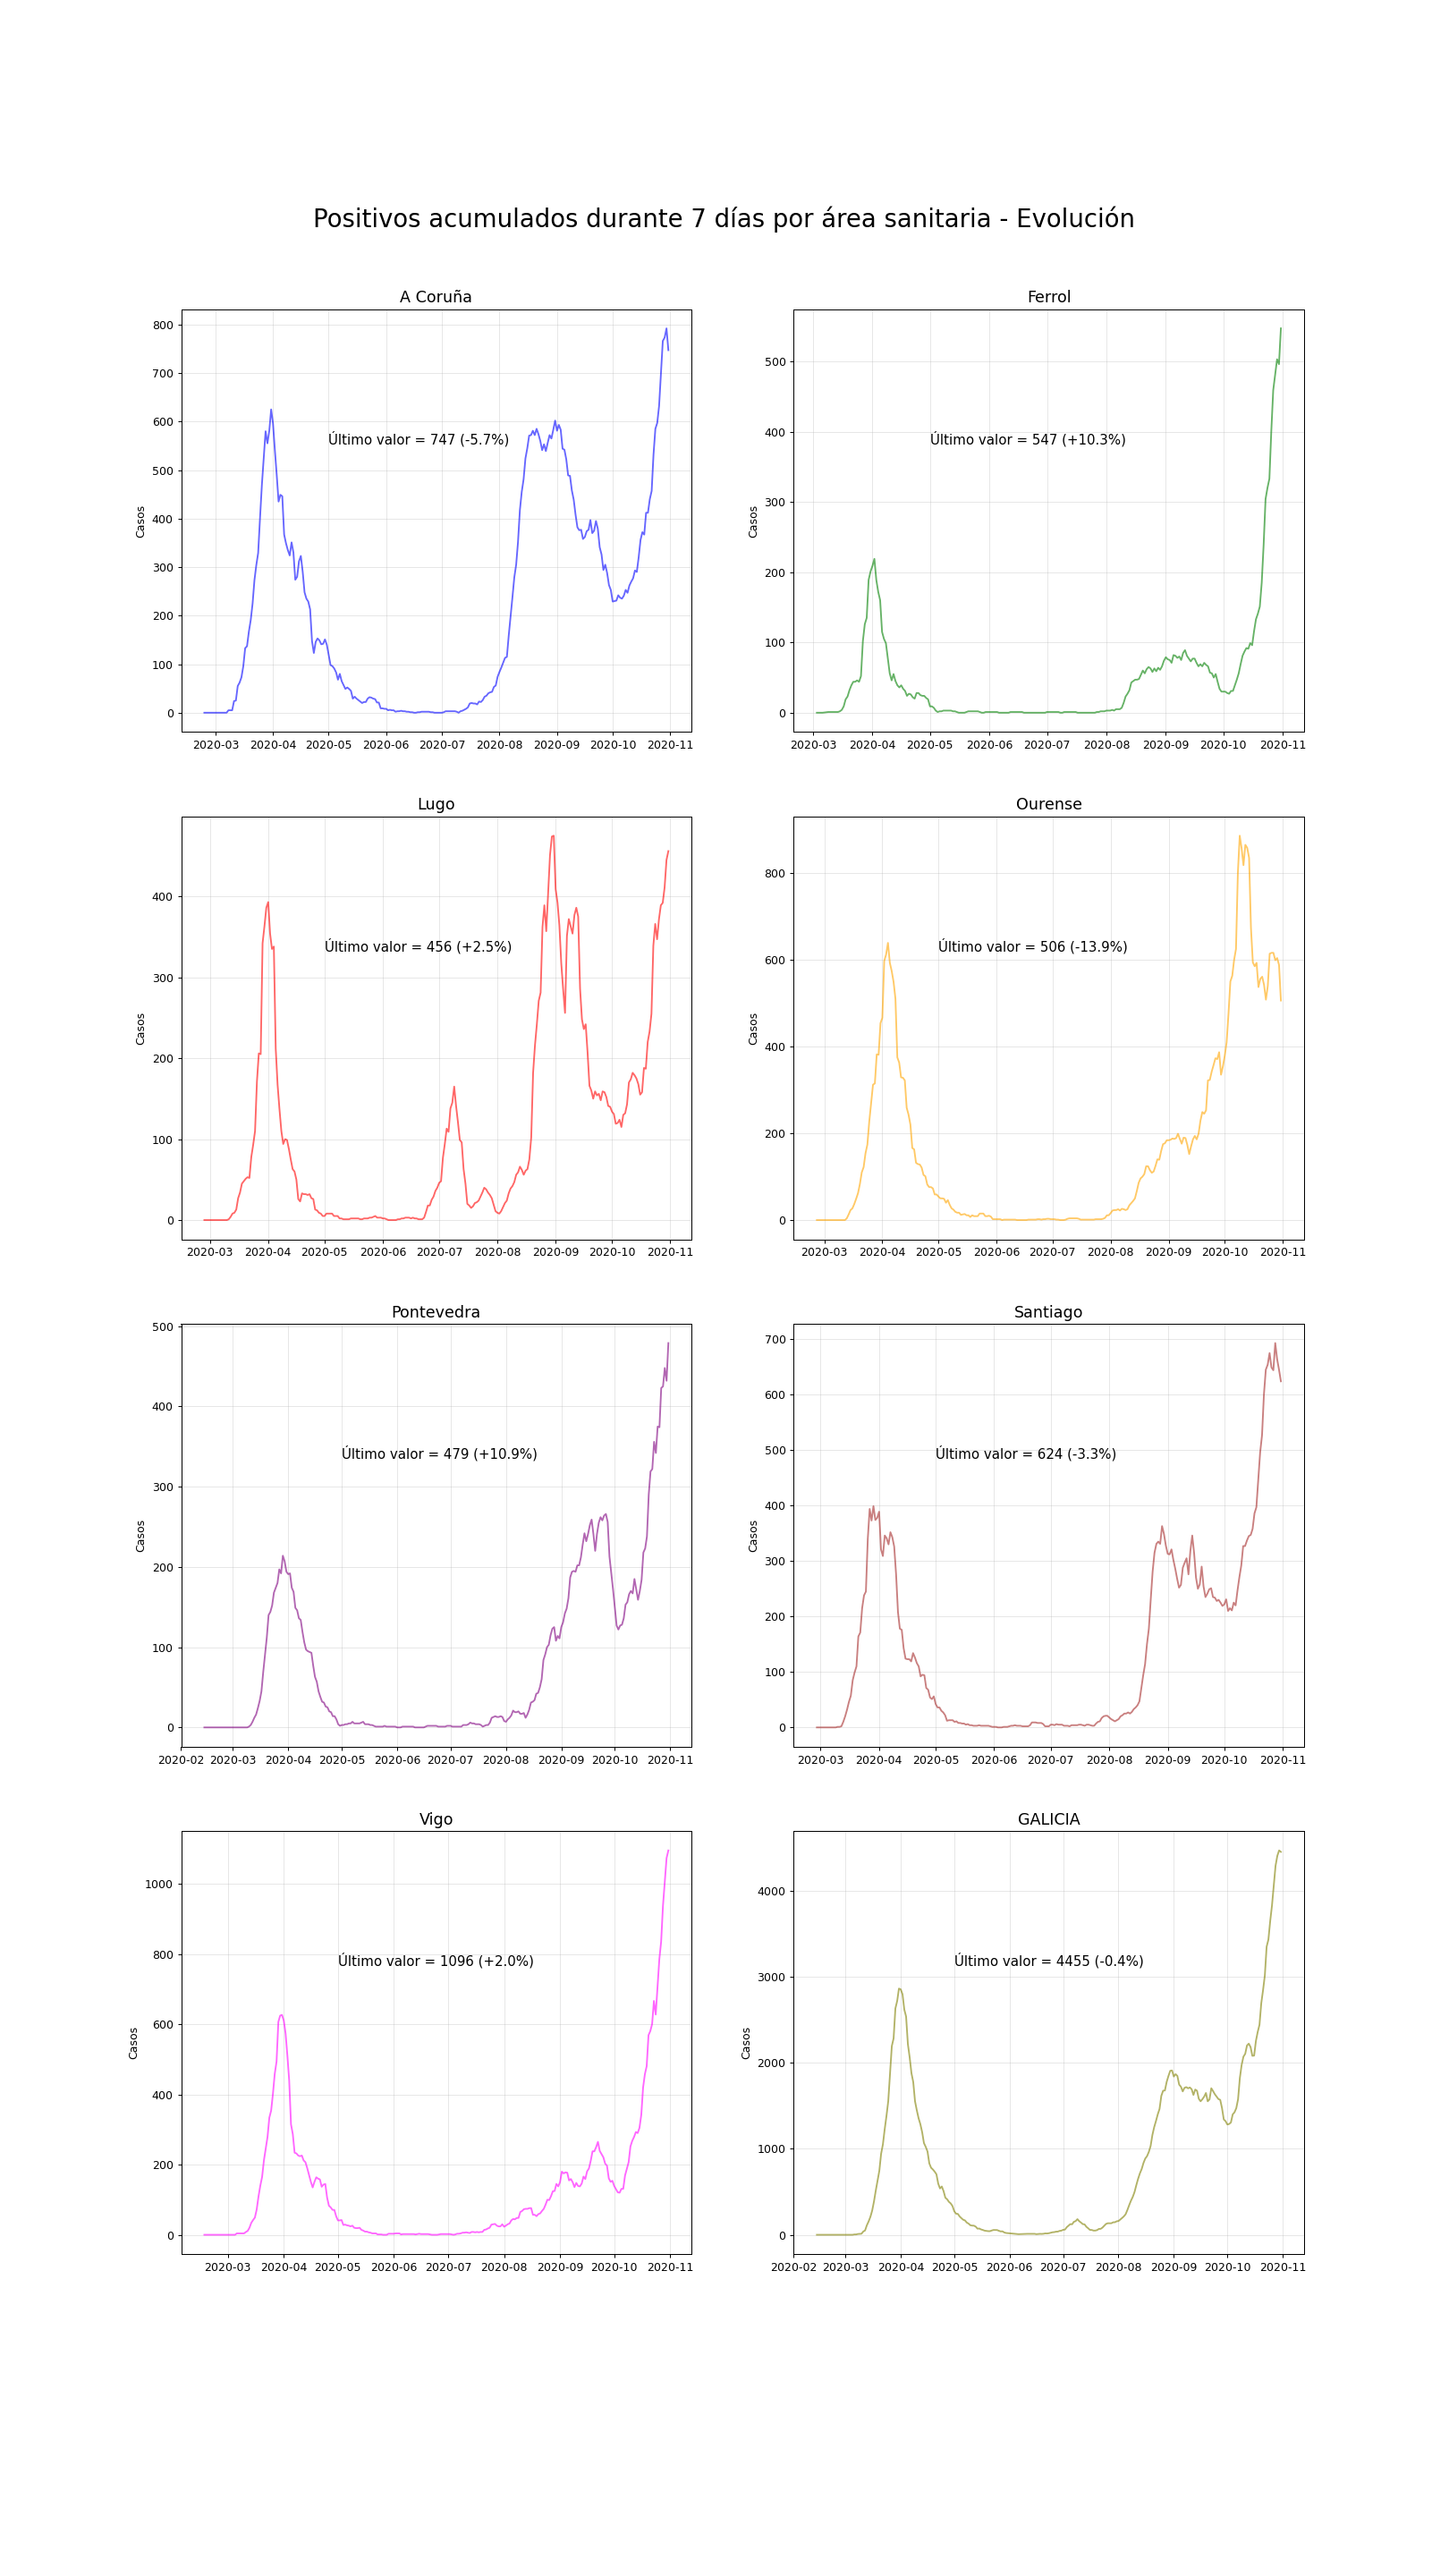 Positivos acumulados durante 7 días por área sanitaria - Evolución
A Coruña
800
700
600
500
400
300
200
100
0
Casos
Último valor = 747 (-5.7%)
2020-03 2020-04 2020-05 2020-06 2020-07 2020-08 2020-09 2020-10 2020-11
Ferrol
500
400
300
200
100
0
Casos
Último valor = 547 (+10.3%)
2020-03 2020-04 2020-05 2020-06 2020-07 2020-08 2020-09 2020-10 2020-11
Lugo
400
300
200
100
0
Casos
Último valor = 456 (+2.5%)
2020-03 2020-04 2020-05 2020-06 2020-07 2020-08 2020-09 2020-10 2020-11
Ourense
800
600
400
200
0
Casos
Último valor = 506 (-13.9%)
2020-03 2020-04 2020-05 2020-06 2020-07 2020-08 2020-09 2020-10 2020-11
Pontevedra
500
400
300
200
100
0
Casos
Último valor = 479 (+10.9%)
2020-02 2020-03 2020-04 2020-05 2020-06 2020-07 2020-08 2020-09 2020-10 2020-11
Santiago
700
600
500
400
300
200
100
0
Casos
Último valor = 624 (-3.3%)
2020-03 2020-04 2020-05 2020-06 2020-07 2020-08 2020-09 2020-10 2020-11
Vigo
1000
800
600
400
200
0
Casos
Último valor = 1096 (+2.0%)
2020-03 2020-04 2020-05 2020-06 2020-07 2020-08 2020-09 2020-10 2020-11
GALICIA
4000
3000
2000
1000
0
Casos
Último valor = 4455 (-0.4%)
2020-02 2020-03 2020-04 2020-05 2020-06 2020-07 2020-08 2020-09 2020-10 2020-11